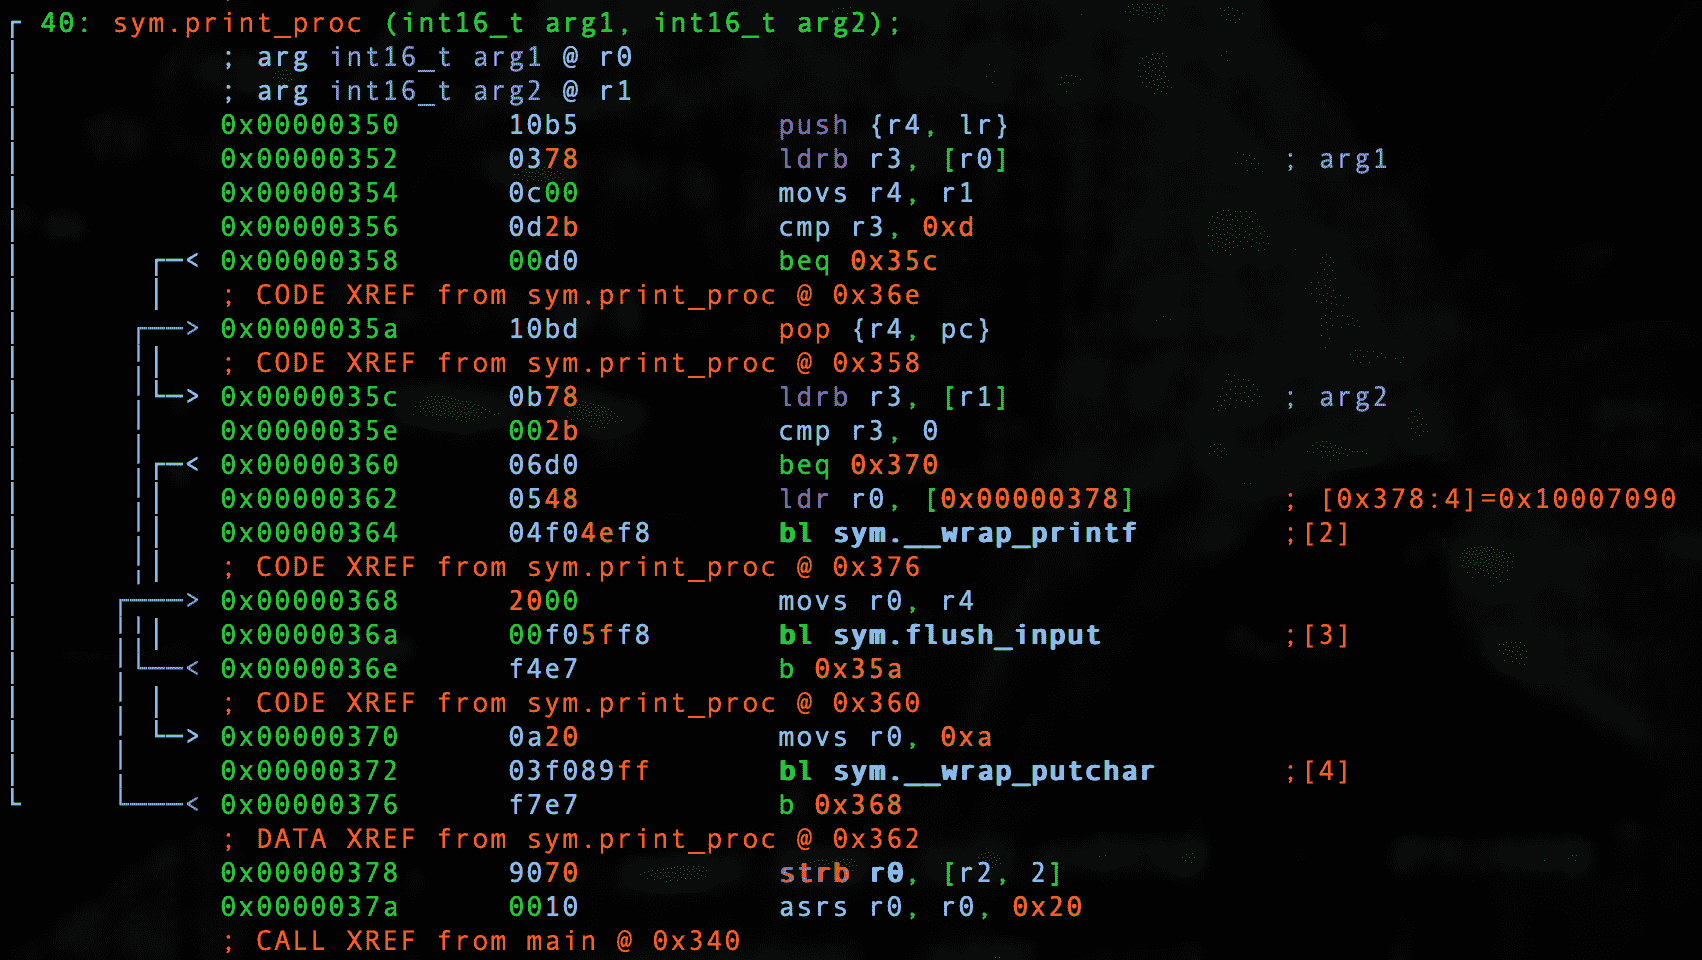 40: sym.print_proc (int16_t arg1, int16_t arg2);
; arg int16_t arg1 @ r0
; arg int16_t arg2 @ r1
0x00000350 10b5 push {r4, lr}
0x00000352 0378 ldrb r3, [r0] ; arg1
0x00000354 0c00 movs r4, r1
0x00000356 0d2b cmp r3, 0xd
< 0x00000358 00d0 beq 0x35c
; CODE XREF from sym.print_proc @ 0x36e
> 0x0000035a 10bd pop {r4, pc}
; CODE XREF from sym.print_proc @ 0x358
> 0x0000035c 0b78 ldrb r3, [r1] ; arg2
0x0000035e 002b cmp r3, 0
< 0x00000360 06d0 beq 0x370
0x00000362 0548 ldr r0, [0x00000378] ; [0x378:4]=0x10007090
0x00000364 04f04ef8 bl sym.__wrap_printf ;[2]
; CODE XREF from sym.print_proc @ 0x376
> 0x00000368 2000 movs r0, r4
0x0000036a 00f05ff8 bl sym.flush_input ;[3]
< 0x0000036e f4e7 b 0x35a
; CODE XREF from sym.print_proc @ 0x360
> 0x00000370 0a20 movs r0, 0xa
0x00000372 03f089ff bl sym.__wrap_putchar ;[4]
< 0x00000376 f7e7 b 0x368
; DATA XREF from sym.print_proc @ 0x362
0x00000378 9070 strb r0, [r2, 2]
0x0000037a 0010 asrs r0, r0, 0x20
; CALL XREF from main @ 0x340